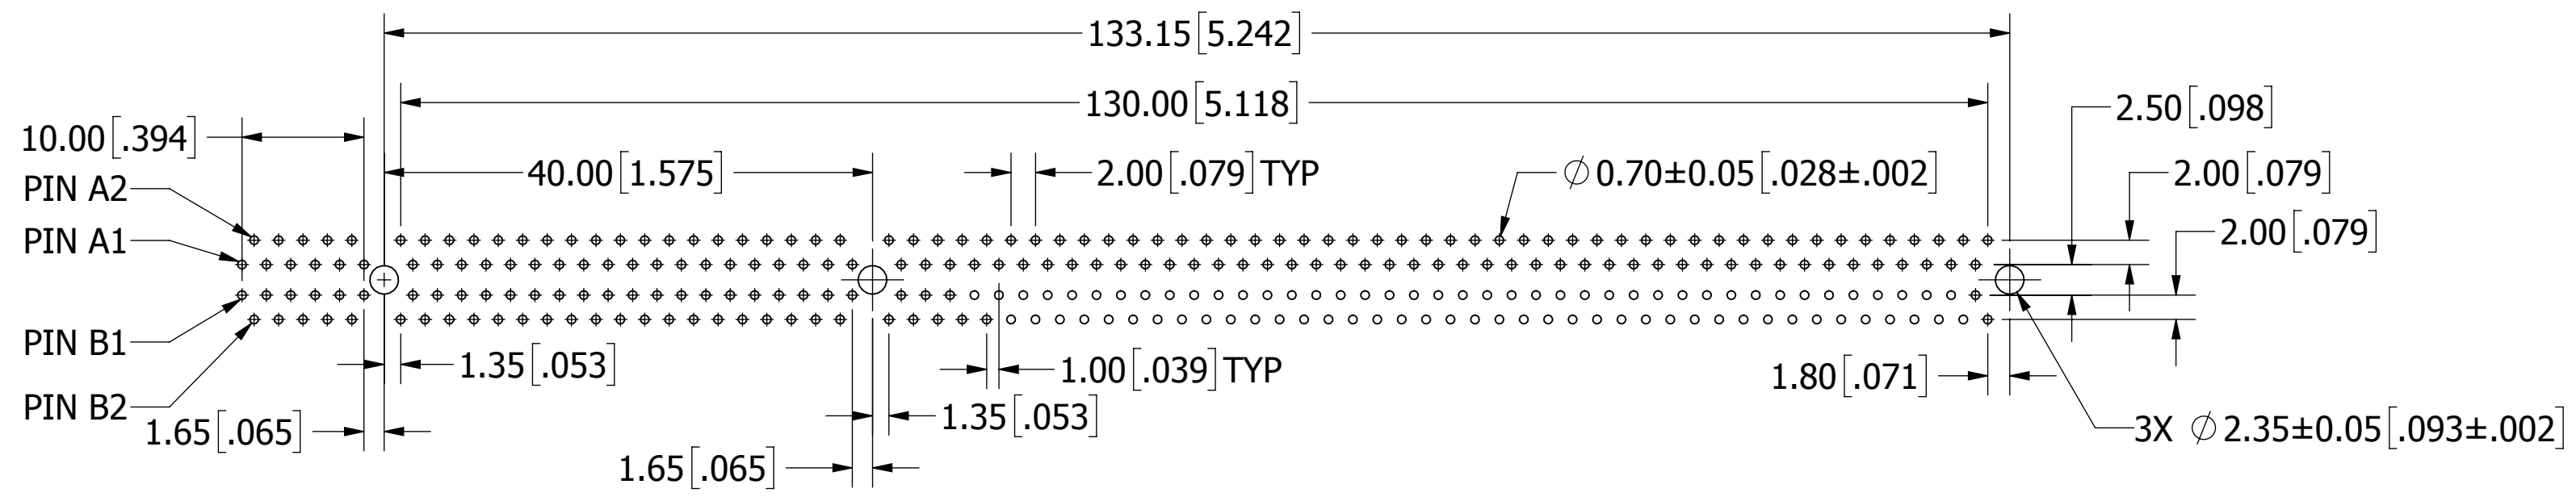 133.15[5.242]
130.00[5.118]
2.50[.098]
10.00[.394]
40.00[1.575]
2.00[.079]TYP
∅0.70±0.05[.028±.002]
2.00[.079]
PIN A2
PIN A1
2.00[.079]
PIN B1
1.35[.053]
1.00[.039]TYP
1.80[.071]
PIN B2
1.65[.065]
1.35[.053]
3X ∅2.35±0.05[.093±.002]
1.65[.065]